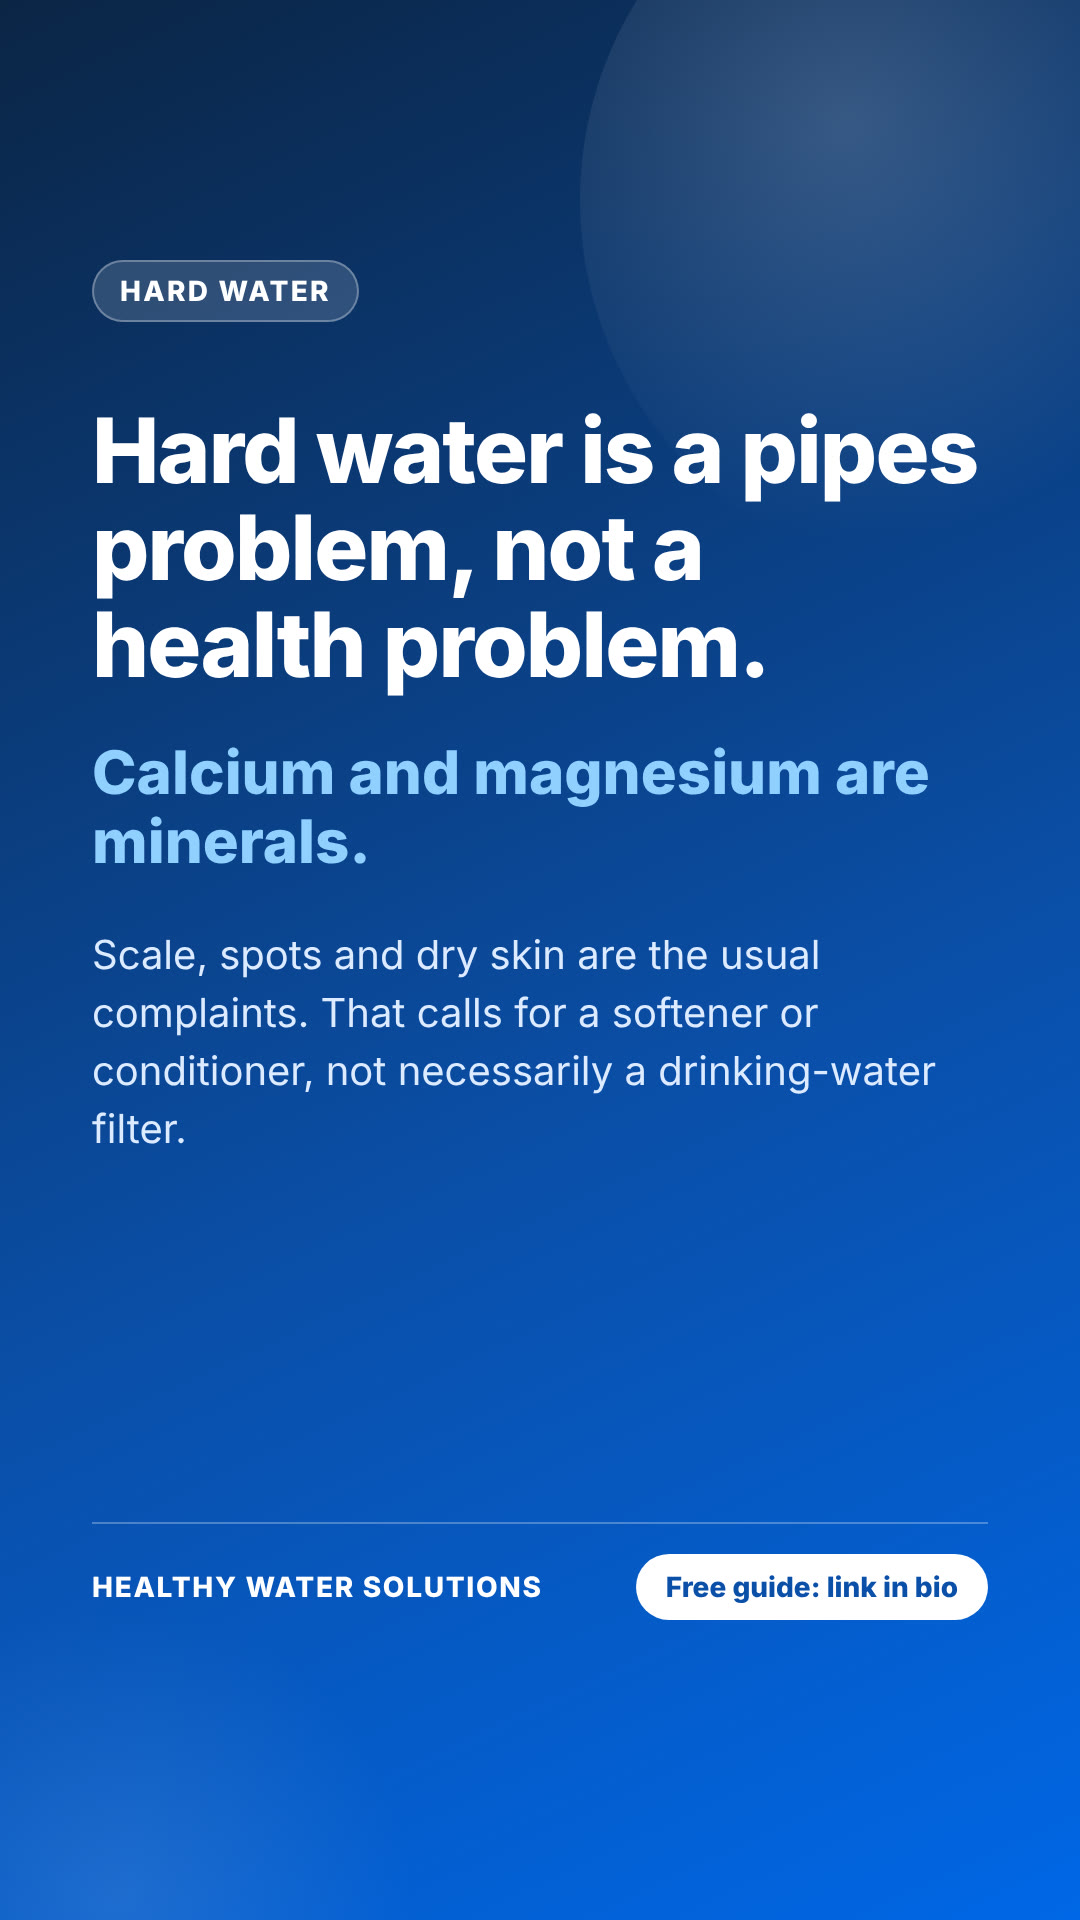 HARD WATER
Hard water is a pipes
problem, not a
health problem.
Calcium and magnesium are
minerals.
Scale, spots and dry skin are the usual
complaints. That calls for a softener or
conditioner, not necessarily a drinking-water
filter.
HEALTHY WATER SOLUTIONS
Free guide: link in bio